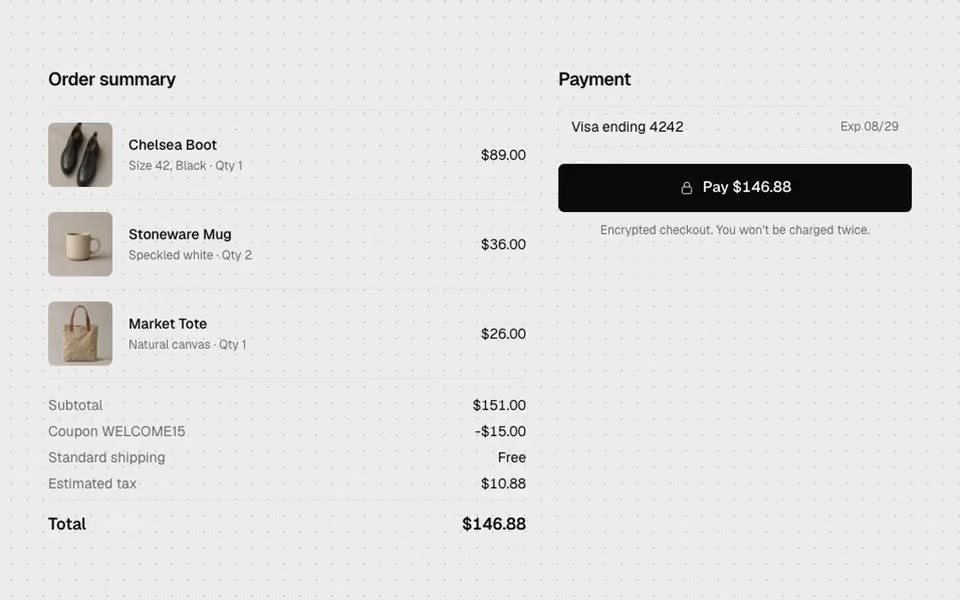 Order summary
Chelsea Boot
Size 42, Black · Qty 1
$89.00
Stoneware Mug
Speckled white · Qty 2
$36.00
Market Tote
Natural canvas · Qty 1
$26.00
Subtotal $151.00
Coupon WELCOME15 -$15.00
Standard shipping Free
Estimated tax $10.88
Total $146.88
Payment
Visa ending 4242 Exp 08/29
Pay $146.88
Encrypted checkout. You won't be charged twice.